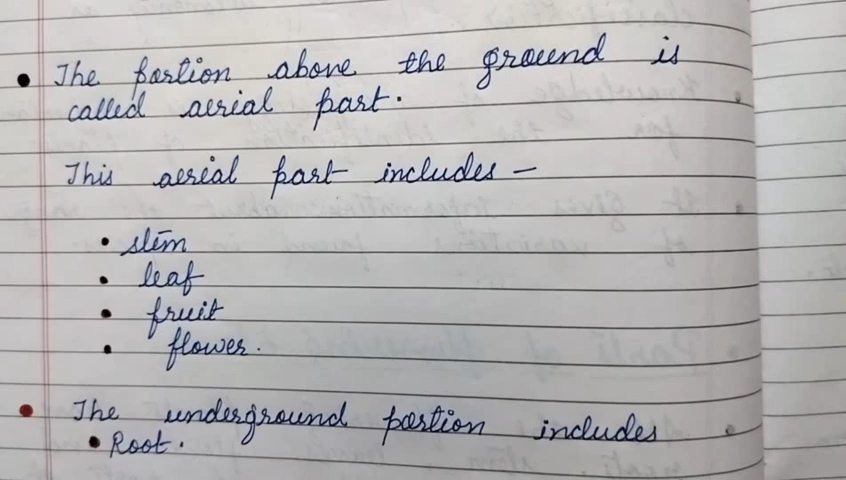 • The portion above the ground is
called aerial part.
This aerial part includes –
• stem
• leaf
• fruit
• flower.
• The underground portion includes
• Root.